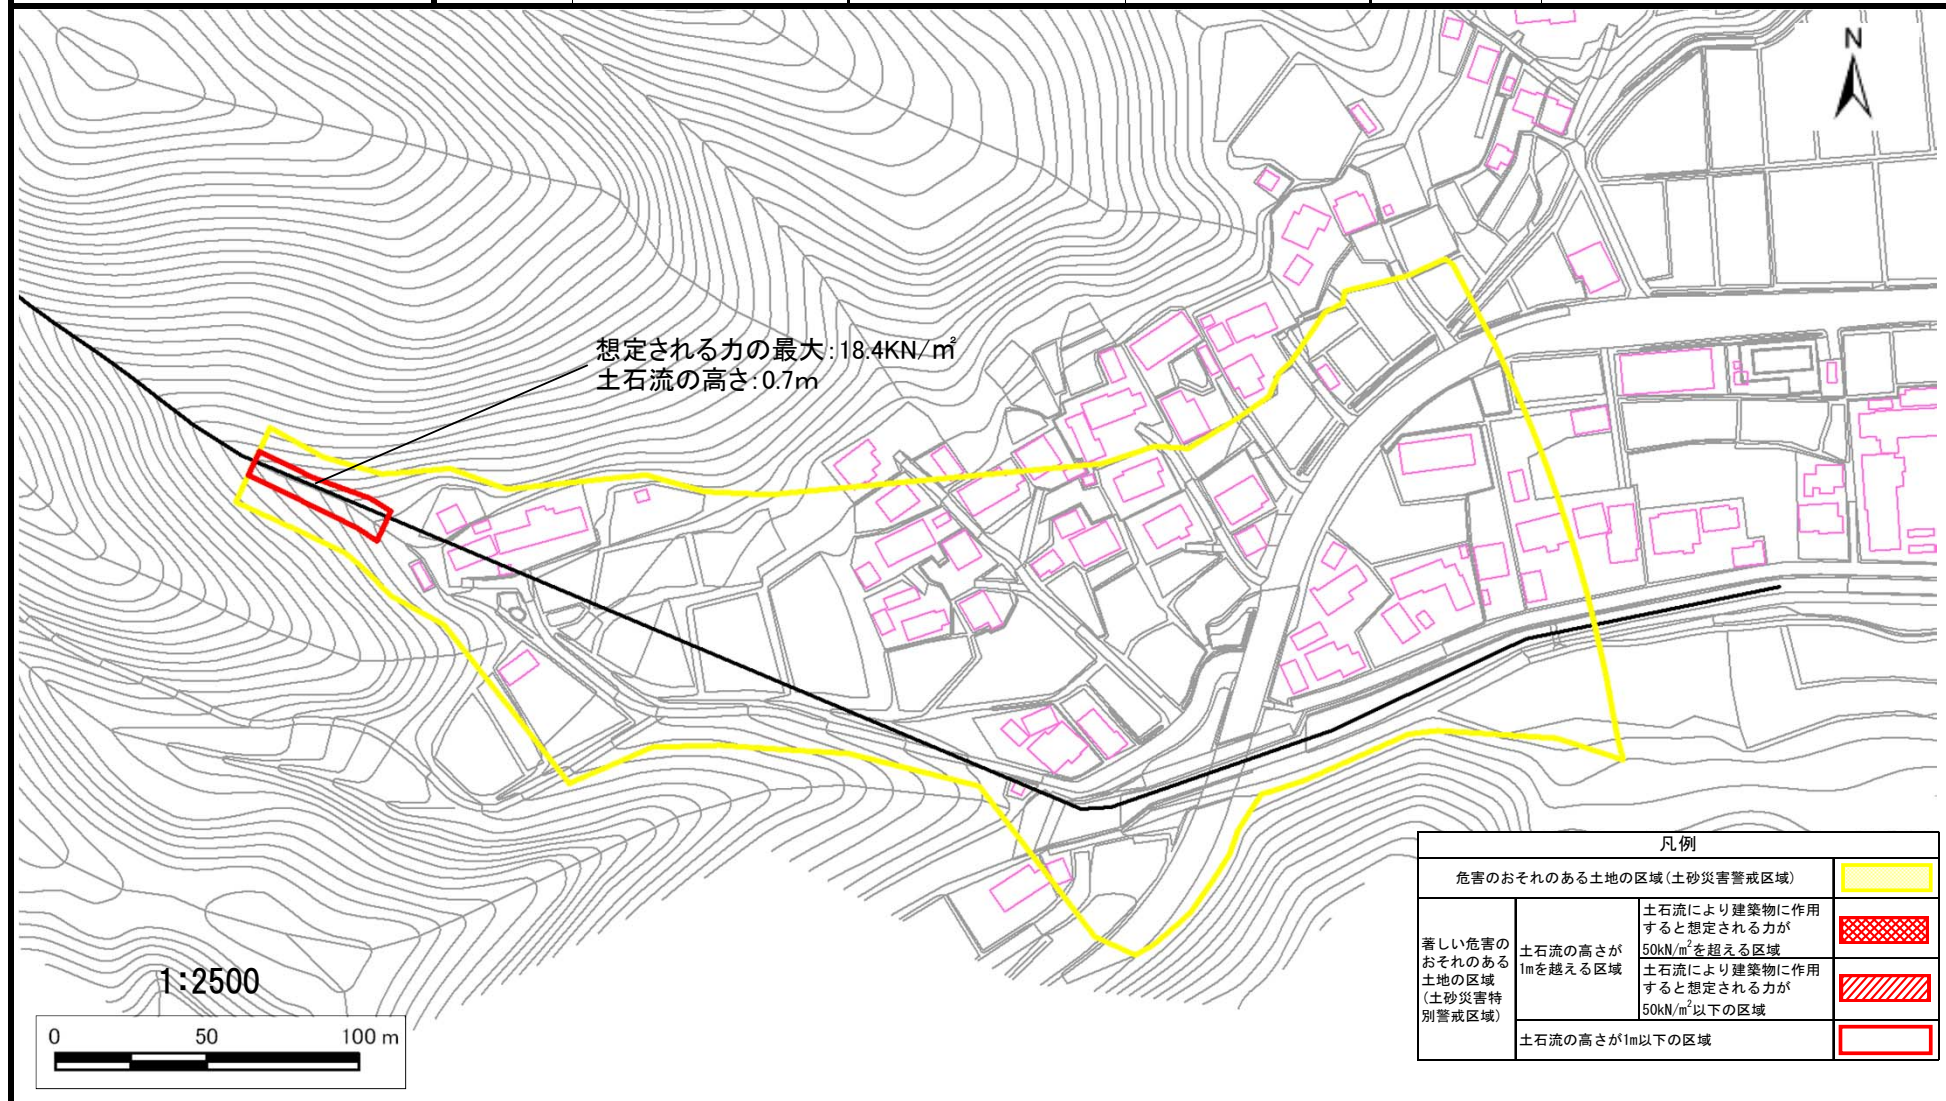 N
想定される力の最大:18.4KN/㎡
土石流の高さ:0.7m
1:2500
0 50 100 m
凡例
危害のおそれのある土地の区域(土砂災害警戒区域)
著しい危害の
おそれのある
土地の区域
(土砂災害特
別警戒区域)
土石流の高さが
1mを越える区域
土石流により建築物に作用
すると想定される力が
50kN/m²を超える区域
土石流により建築物に作用
すると想定される力が
50kN/m²以下の区域
土石流の高さが1m以下の区域